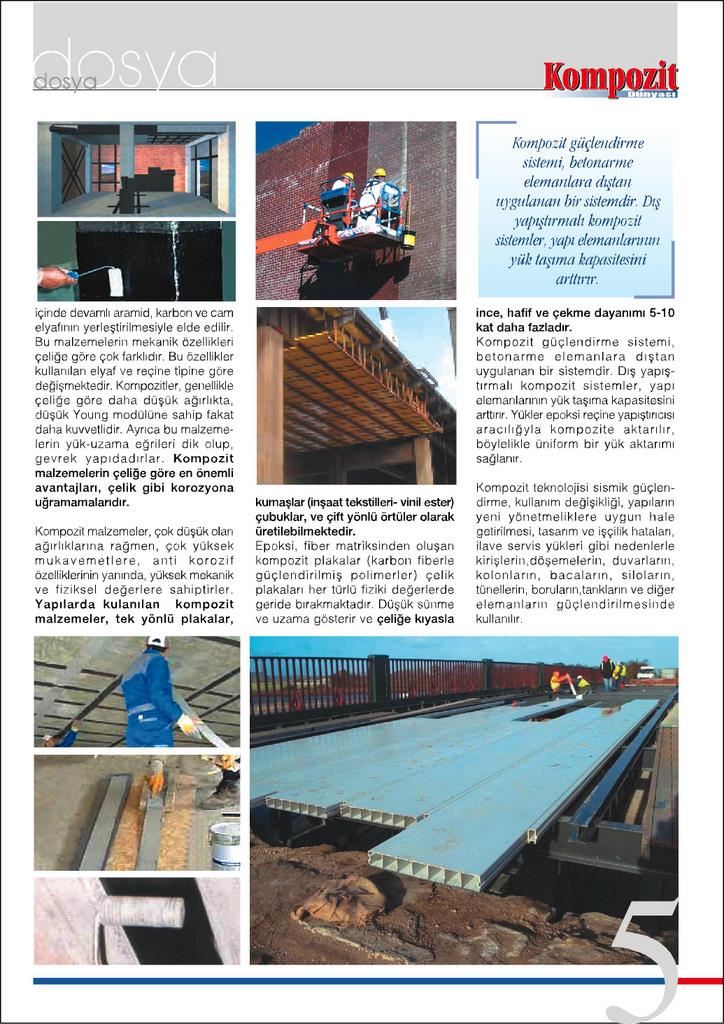 dosya
dosya
Kompozit
Dünyası
Kompozit güçlendirme
sistemi, betonarme
elemanlara dıştan
uygulanan bir sistemdir. Dış
yapıştırmalı kompozit
sistemler, yapı elemanlarının
yük taşıma kapasitesini
arttırır.
içinde devamlı aramid, karbon ve cam
elyafının yerleştirilmesiyle elde edilir.
Bu malzemelerin mekanik özellikleri
çeliğe göre çok farklıdır. Bu özellikler
kullanılan elyaf ve reçine tipine göre
değişmektedir. Kompozitler, genellikle
çeliğe göre daha düşük ağırlıkta,
düşük Young modülüne sahip fakat
daha kuvvetlidir. Ayrıca bu malzeme-
lerin yük-uzama eğrileri dik olup,
gevrek yapıdadırlar. Kompozit
malzemelerin çeliğe göre en önemli
avantajları, çelik gibi korozyona
uğramamalarıdır.
Kompozit malzemeler, çok düşük olan
ağırlıklarına rağmen, çok yüksek
mukavemetlere, anti korozif
özelliklerinin yanında, yüksek mekanik
ve fiziksel değerlere sahiptirler.
Yapılarda kulanılan kompozit
malzemeler, tek yönlü plakalar,
kumaşlar (inşaat tekstilleri- vinil ester)
çubuklar, ve çift yönlü örtüler olarak
üretilebilmektedir.
Epoksi, fiber matriksinden oluşan
kompozit plakalar (karbon fiberle
güçlendirilmiş polimerler) çelik
plakaları her türlü fiziki değerlerde
geride bırakmaktadır. Düşük sünme
ve uzama gösterir ve çeliğe kıyasla
ince, hafif ve çekme dayanımı 5-10
kat daha fazladır.
Kompozit güçlendirme sistemi,
betonarme elemanlara dıştan
uygulanan bir sistemdir. Dış yapış-
tırmalı kompozit sistemler, yapı
elemanlarının yük taşıma kapasitesini
arttırır. Yükler epoksi reçine yapıştırıcısı
aracılığıyla kompozite aktarılır,
böylelikle üniform bir yük aktarımı
sağlanır.
Kompozit teknolojisi sismik güçlen-
dirme, kullanım değişikliği, yapıların
yeni yönetmeliklere uygun hale
getirilmesi, tasarım ve işçilik hataları,
ilave servis yükleri gibi nedenlerle
kirişlerin,döşemelerin, duvarların,
kolonların, bacaların, siloların,
tünellerin, boruların,tankların ve diğer
elemanların güçlendirilmesinde
kullanılır.
5